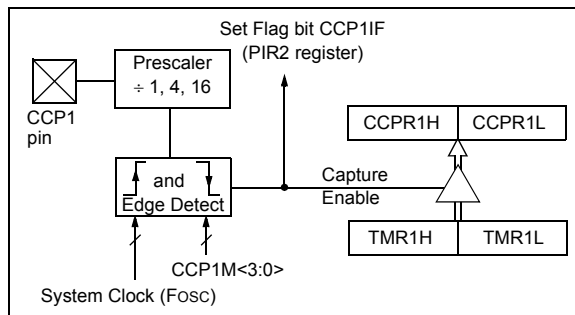 Set Flag bit CCP1IF
(PIR2 register)
Prescaler
÷ 1, 4, 16
CCP1
pin
CCPR1H CCPR1L
and
Edge Detect
Capture
Enable
TMR1H TMR1L
CCP1M<3:0>
System Clock (FOSC)